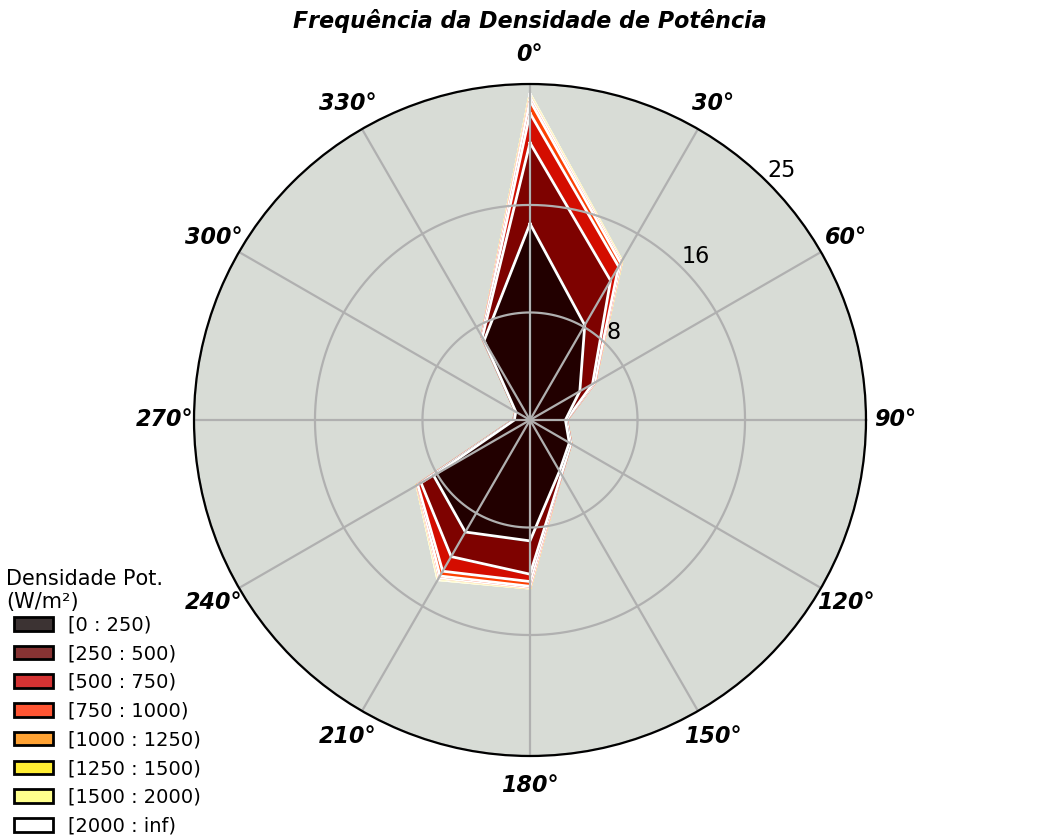 Frequência da Densidade de Potência
0°
330°
30°
25
300°
60°
16
8
270°
90°
240°
120°
210°
150°
180°
Densidade Pot.
(W/m²)
[0 : 250)
[250 : 500)
[500 : 750)
[750 : 1000)
[1000 : 1250)
[1250 : 1500)
[1500 : 2000)
[2000 : inf)